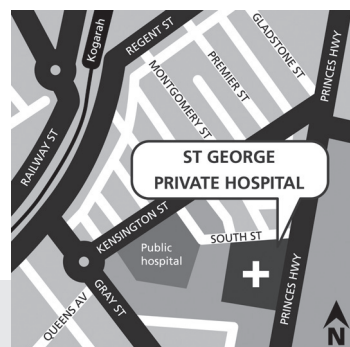 Kogarah
REGENT ST
GLADSTONE ST
PREMIER ST
MONTGOMERY ST
PRINCES HWY
RAILWAY ST
ST GEORGE
PRIVATE HOSPITAL
KENSINGTON ST
SOUTH ST
Public
hospital
GRAY ST
QUEENS AV
PRINCES HWY
N